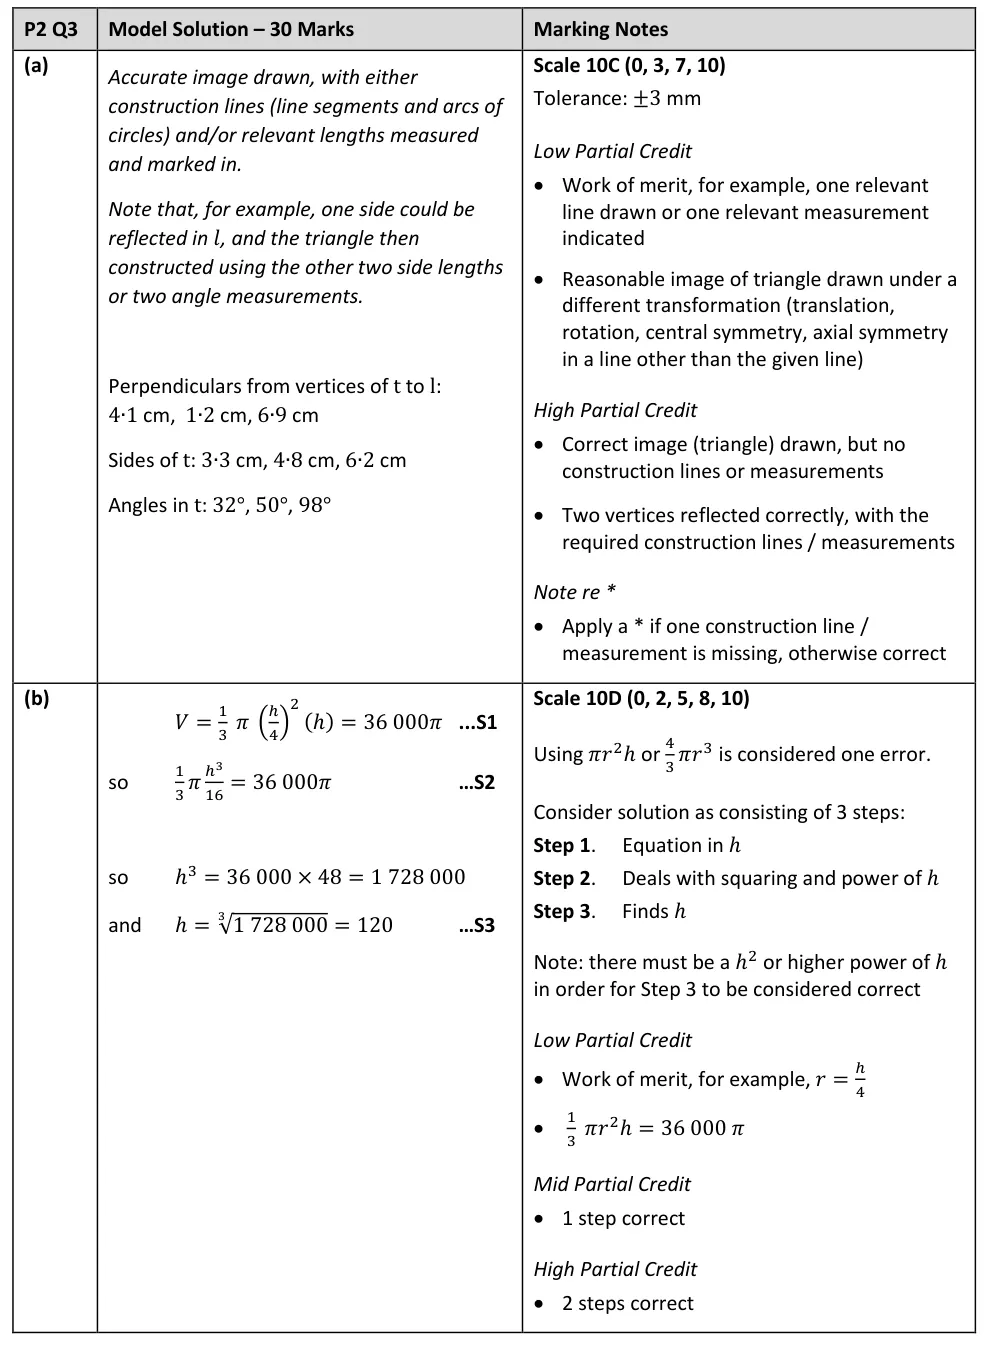 P2 Q3 Model Solution – 30 Marks Marking Notes
(a)
Accurate image drawn, with either
construction lines (line segments and arcs of
circles) and/or relevant lengths measured
and marked in.
Note that, for example, one side could be
reflected in l, and the triangle then
constructed using the other two side lengths
or two angle measurements.
Perpendiculars from vertices of t to l:
4·1 cm, 1·2 cm, 6·9 cm
Sides of t: 3·3 cm, 4·8 cm, 6·2 cm
Angles in t: 32°, 50°, 98°
Scale 10C (0, 3, 7, 10)
Tolerance: ±3 mm
Low Partial Credit
• Work of merit, for example, one relevant
line drawn or one relevant measurement
indicated
• Reasonable image of triangle drawn under a
different transformation (translation,
rotation, central symmetry, axial symmetry
in a line other than the given line)
High Partial Credit
• Correct image (triangle) drawn, but no
construction lines or measurements
• Two vertices reflected correctly, with the
required construction lines / measurements
Note re *
• Apply a * if one construction line /
measurement is missing, otherwise correct
(b)
V = 1/3 π (h/4)² (h) = 36 000π ...S1
so 1/3 π h³/16 = 36 000π …S2
so h³ = 36 000 × 48 = 1 728 000
and h = ∛1 728 000 = 120 …S3
Scale 10D (0, 2, 5, 8, 10)
Using πr²h or 4/3 πr³ is considered one error.
Consider solution as consisting of 3 steps:
Step 1. Equation in h
Step 2. Deals with squaring and power of h
Step 3. Finds h
Note: there must be a h² or higher power of h
in order for Step 3 to be considered correct
Low Partial Credit
• Work of merit, for example, r = h/4
• 1/3 πr²h = 36 000 π
Mid Partial Credit
• 1 step correct
High Partial Credit
• 2 steps correct